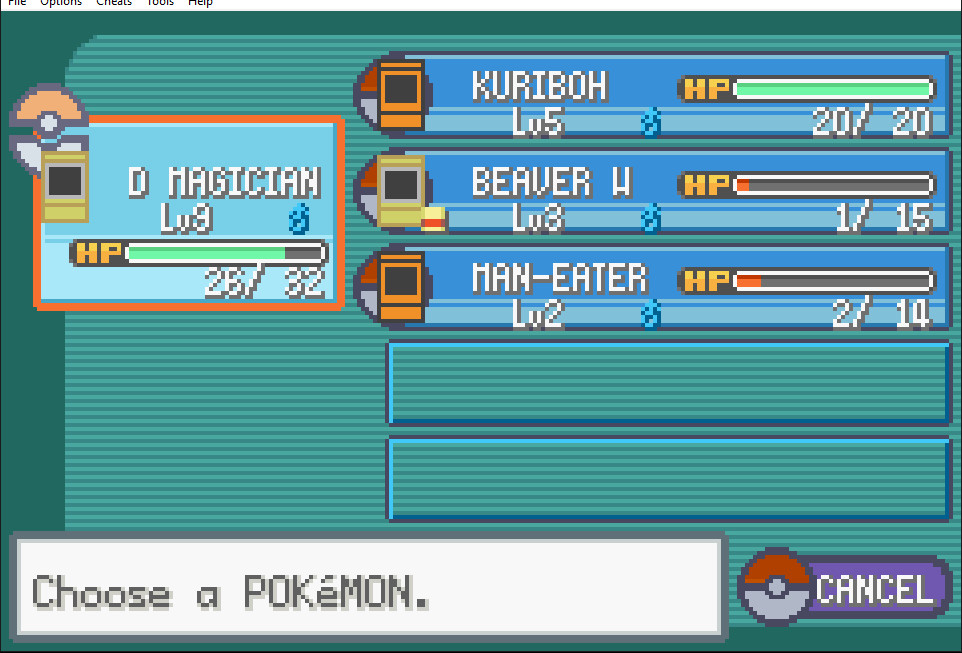 File Options Cheats Tools Help
D MAGICIAN
Lv9
HP
26/ 32
KURIBOH
HP
Lv5
20/ 20
BEAVER W
HP
Lv3
1/ 15
MAN-EATER
HP
Lv2
2/ 14
Choose a POKéMON.
CANCEL